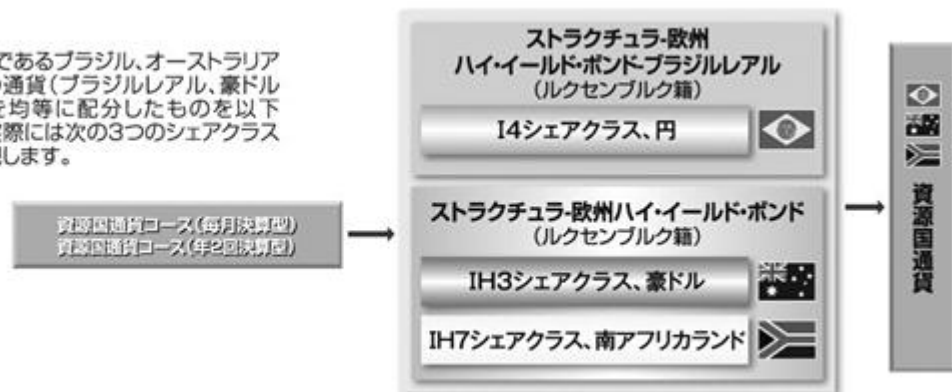 であるブラジル、オーストラリア
通貨(ブラジルレアル、豪ドル
を均等に配分したものを以下
際には次の3つのシェアクラス
します。
資源国通貨コース(毎月決算型)
資源国通貨コース(年2回決算型)
ストラクチュラ-欧州
ハイ・イールド・ボンド-ブラジルレアル
(ルクセンブルク籍)
I4シェアクラス、円
ストラクチュラ-欧州ハイ・イールド・ボンド
(ルクセンブルク籍)
IH3シェアクラス、豪ドル
IH7シェアクラス、南アフリカランド
資源国通貨